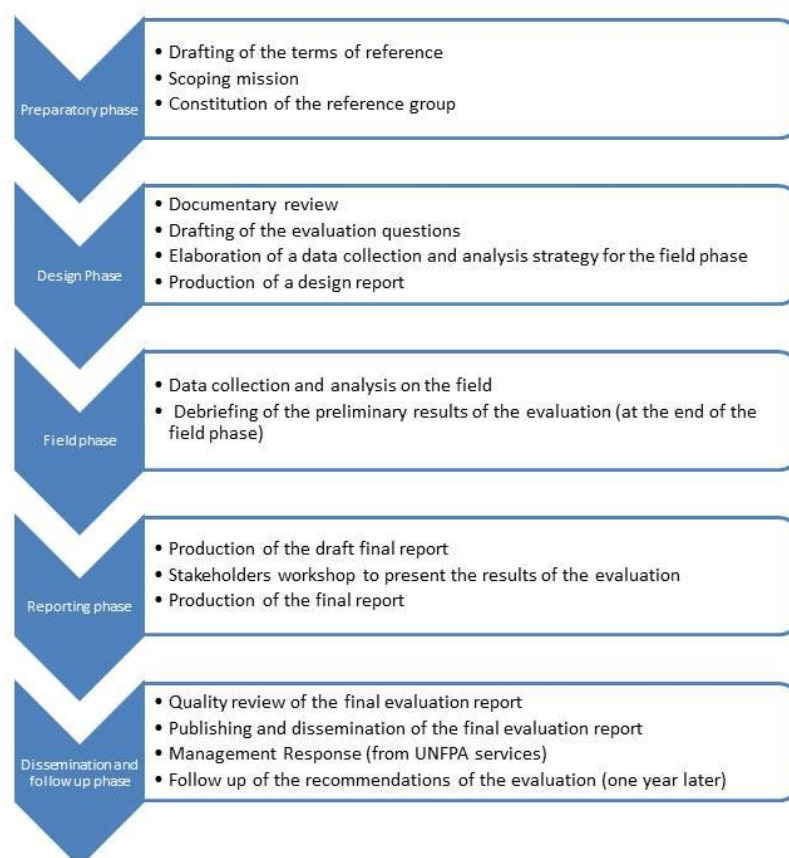 Preparatory phase
• Drafting of the terms of reference
• Scoping mission
• Constitution of the reference group
Design Phase
• Documentary review
• Drafting of the evaluation questions
• Elaboration of a data collection and analysis strategy for the field phase
• Production of a design report
Field phase
• Data collection and analysis on the field
• Debriefing of the preliminary results of the evaluation (at the end of the
field phase)
Reporting phase
• Production of the draft final report
• Stakeholders workshop to present the results of the evaluation
• Production of the final report
Dissemination and
follow up phase
• Quality review of the final evaluation report
• Publishing and dissemination of the final evaluation report
• Management Response (from UNFPA services)
• Follow up of the recommendations of the evaluation (one year later)